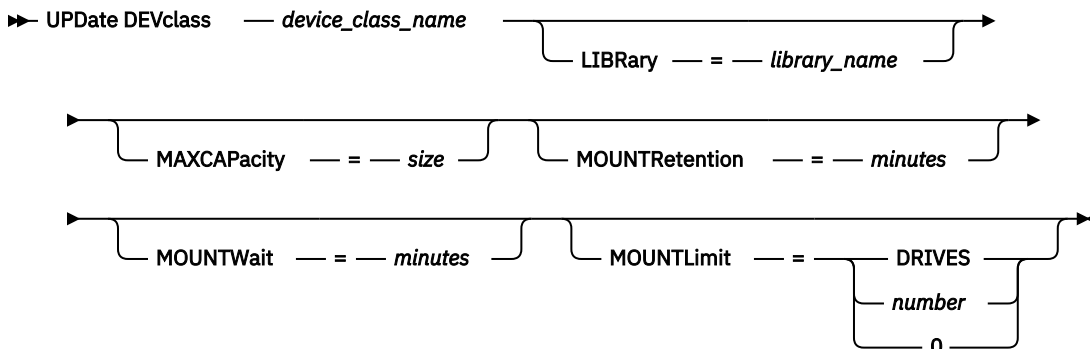 UPDate DEVclass device_class_name
LIBRary = library_name
MAXCAPacity = size MOUNTRetention = minutes
MOUNTWait = minutes MOUNTLimit = DRIVES
number
0